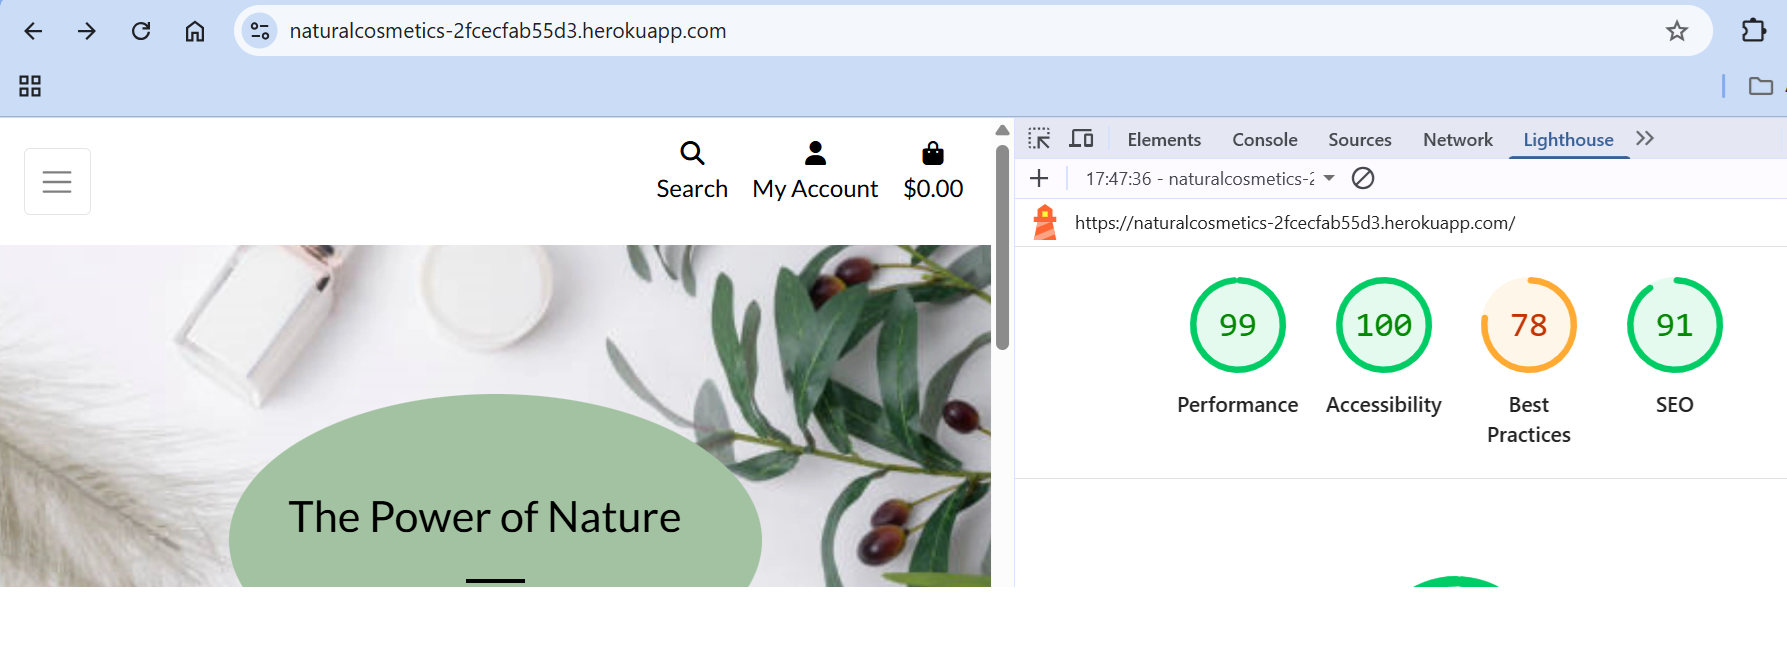 naturalcosmetics-2fcecfab55d3.herokuapp.com
Search My Account $0.00
The Power of Nature
Elements Console Sources Network Lighthouse
17:47:36 - naturalcosmetics-2
https://naturalcosmetics-2fcecfab55d3.herokuapp.com/
99 100 78 91
Performance Accessibility Best Practices SEO